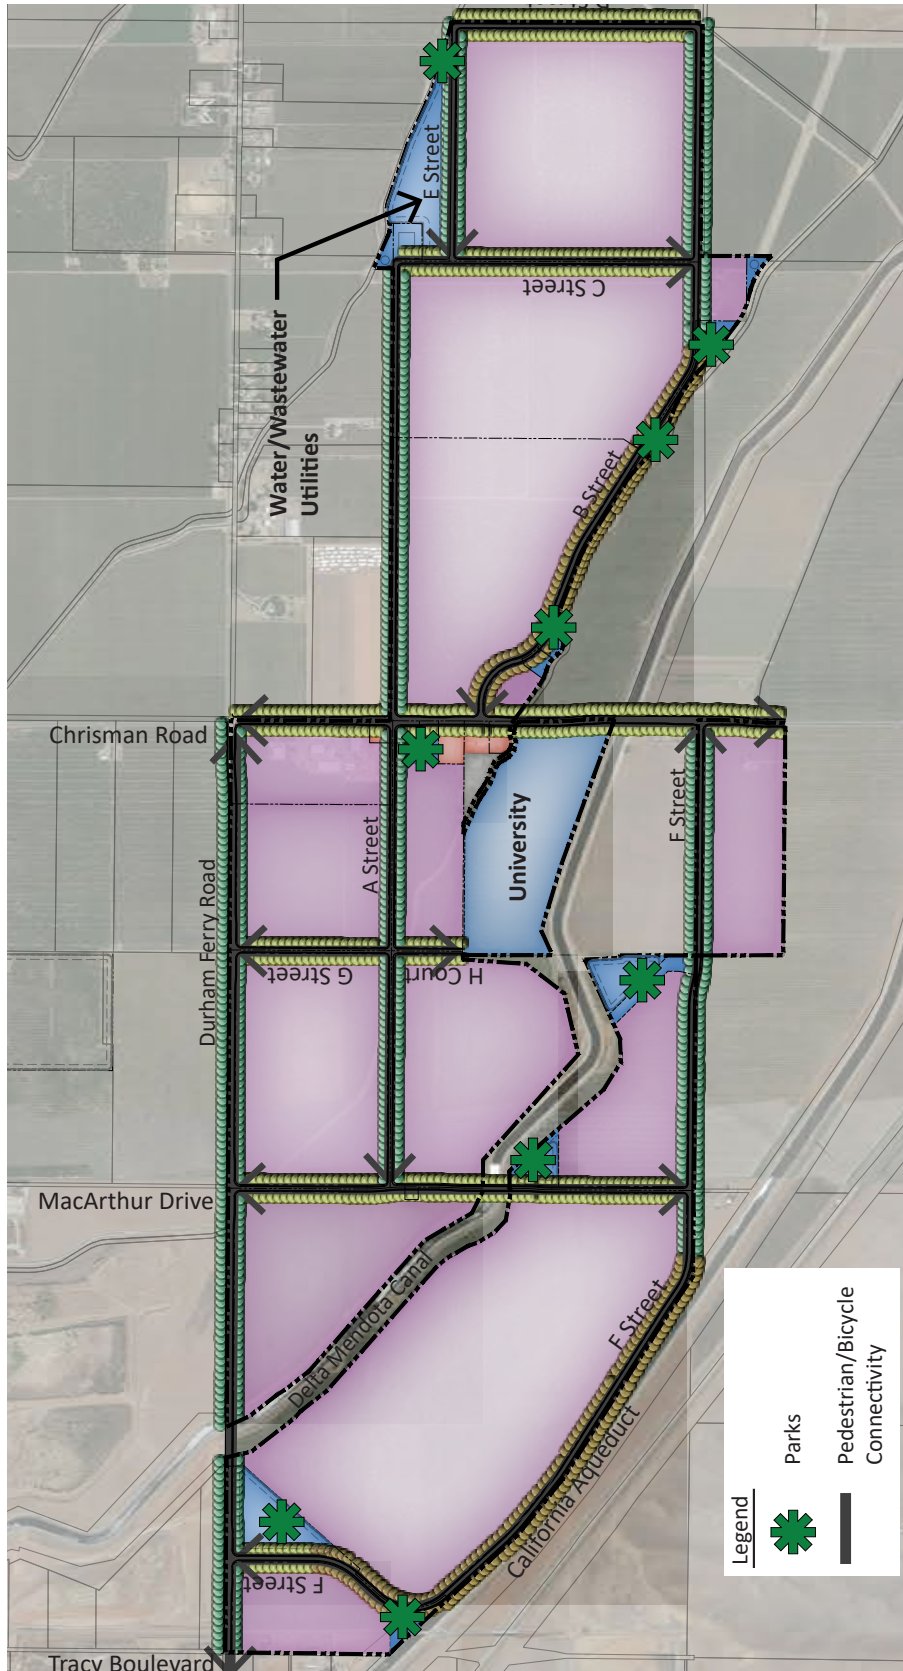 E Street
C Street
Water/Wastewater
Utilities
B Street
Chrisman Road
Durham Ferry Road
A Street
University
F Street
G Street
H Court
MacArthur Drive
Delta Mendota Canal
F Street
California Aqueduct
F Street
Tracy Boulevard
Legend
Parks
Pedestrian/Bicycle
Connectivity